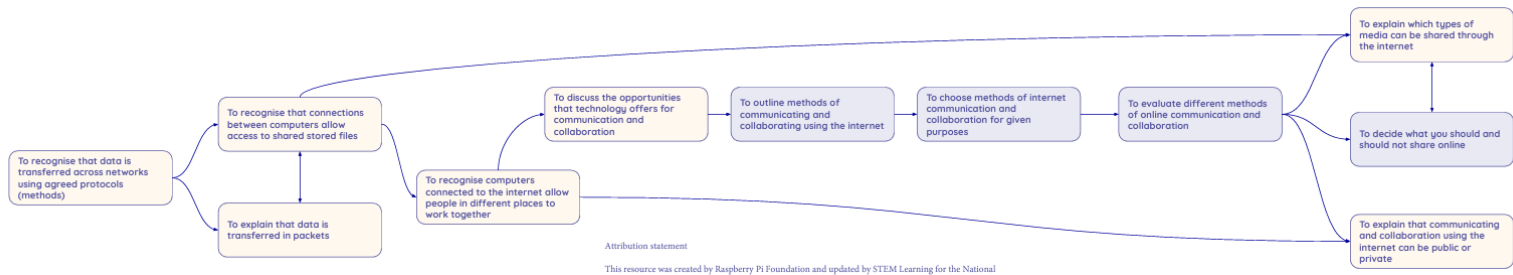 To recognise that data is
transferred across networks
using agreed protocols
(methods)
To recognise that connections
between computers allow
access to shared stored files
To explain that data is
transferred in packets
To recognise computers
connected to the internet allow
people in different places to
work together
To discuss the opportunities
that technology offers for
communication and
collaboration
To outline methods of
communicating and
collaborating using the internet
To choose methods of internet
communication and
collaboration for given
purposes
To evaluate different methods
of online communication and
collaboration
To explain which types of
media can be shared through
the internet
To decide what you should and
should not share online
To explain that communicating
and collaboration using the
internet can be public or
private
Attribution statement
This resource was created by Raspberry Pi Foundation and updated by STEM Learning for the National